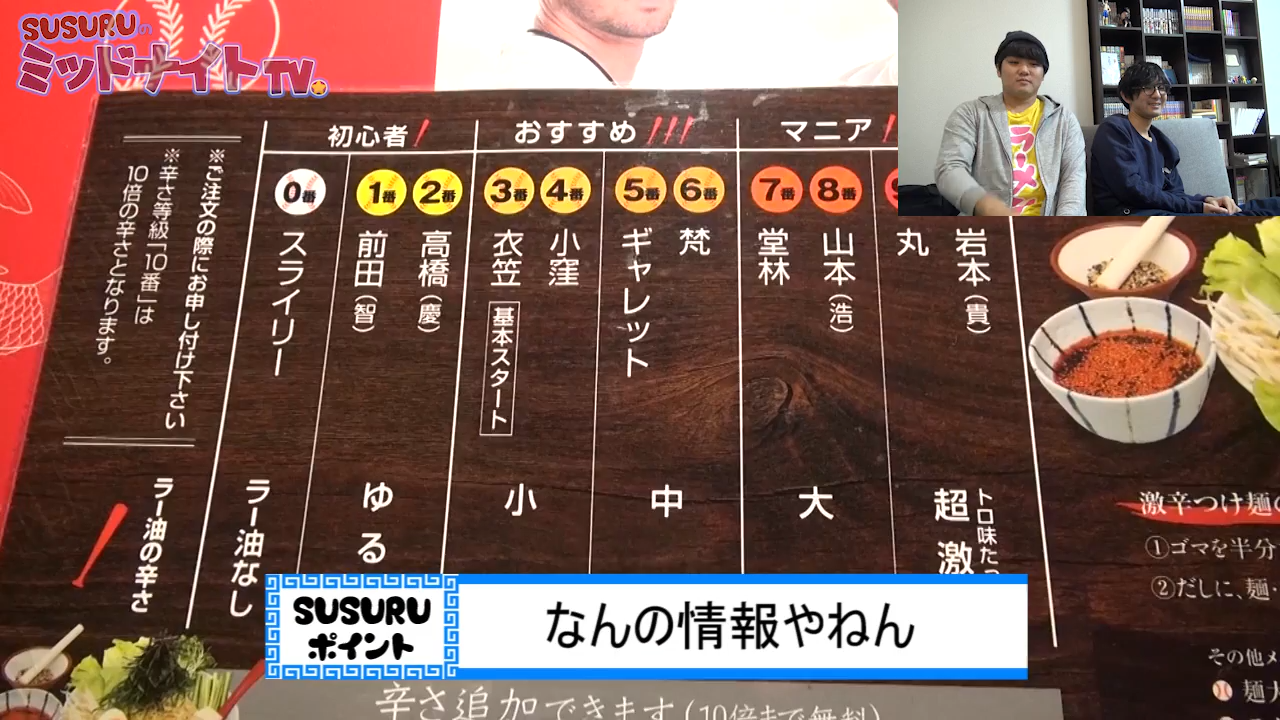 SUSURUの
ミッドナイトTV
初心者!
おすすめ!!!
マニア!
0番
1番
2番
3番
4番
5番
6番
7番
8番
スライリー
前田(智)
高橋(慶)
衣笠
基本スタート
小窪
ギャレット
梵
堂林
山本(浩)
丸
岩本(貴)
※ご注文の際にお申し付け下さい
※辛さ等級「10番」は
10倍の辛さとなります。
ラー油の辛さ
ラー油なし
ゆる
小
中
大
超激
トロ味たっ
激辛つけ麺の
①ゴマを半分
②だしに、麺・
その他メ
麺大
SUSURU
ポイント
なんの情報やねん
辛さ追加できます(10倍まで無料)